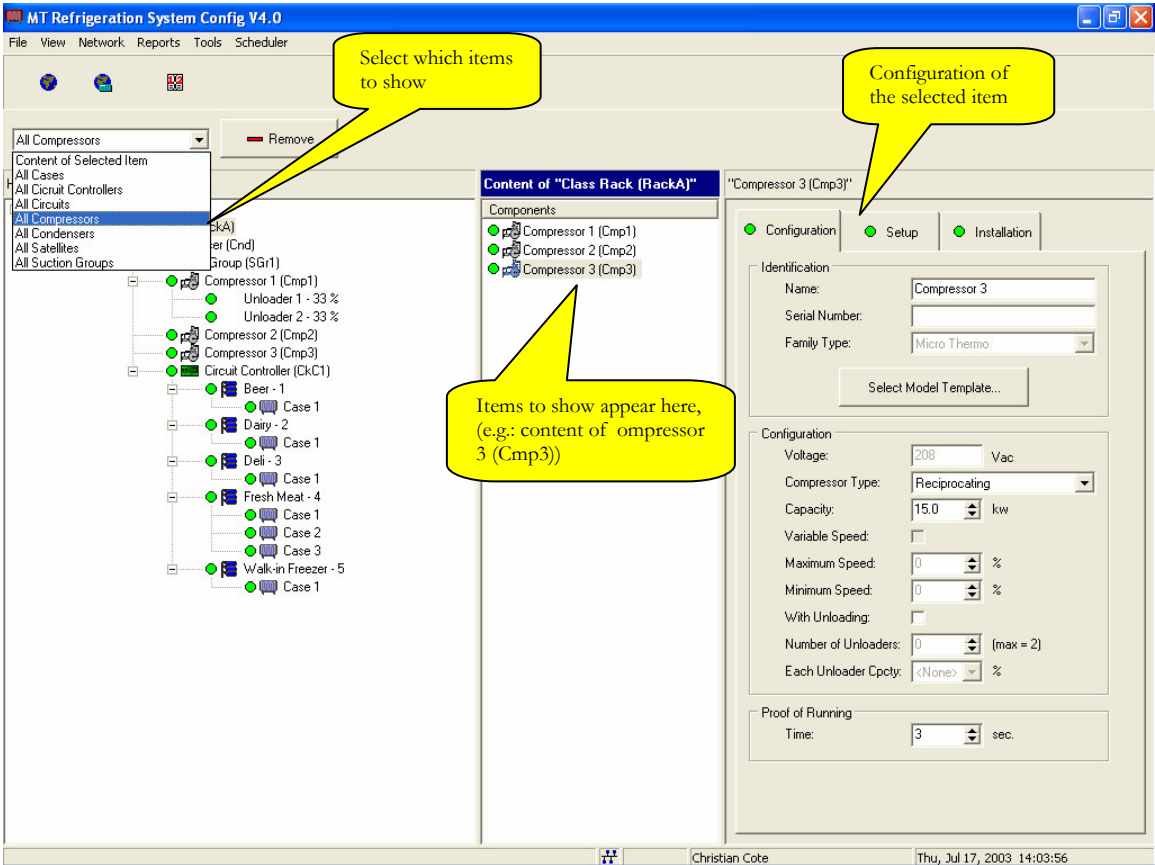 MT Refrigeration System Config V4.0
File View Network Reports Tools Scheduler
Select which items
to show
Configuration of
the selected item
All Compressors
Remove
Content of Selected Item
All Cases
All Cicruit Controllers
All Circuits
All Compressors
All Condensers
All Satellites
All Suction Groups
H
ckA)
er (Cnd)
Group (SGr1)
Compressor 1 (Cmp1)
Unloader 1 - 33 %
Unloader 2 - 33 %
Compressor 2 (Cmp2)
Compressor 3 (Cmp3)
Circuit Controller (CkC1)
Beer - 1
Case 1
Dairy - 2
Case 1
Deli - 3
Case 1
Fresh Meat - 4
Case 1
Case 2
Case 3
Walk-in Freezer - 5
Case 1
Content of "Class Rack (RackA)"
Components
Compressor 1 (Cmp1)
Compressor 2 (Cmp2)
Compressor 3 (Cmp3)
Items to show appear here,
(e.g.: content of ompressor
3 (Cmp3))
"Compressor 3 (Cmp3)"
Configuration Setup Installation
Identification
Name: Compressor 3
Serial Number:
Family Type: Micro Thermo
Select Model Template...
Configuration
Voltage: 208 Vac
Compressor Type: Reciprocating
Capacity: 15.0 kw
Variable Speed:
Maximum Speed: 0 %
Minimum Speed: 0 %
With Unloading:
Number of Unloaders: 0 (max = 2)
Each Unloader Cpcty: <None> %
Proof of Running
Time: 3 sec.
Christian Cote Thu, Jul 17, 2003 14:03:56